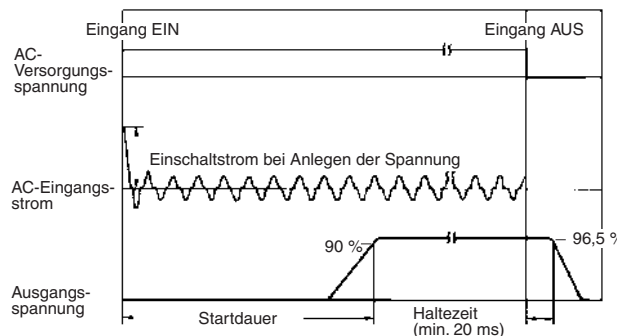 Eingang EIN
Eingang AUS
AC-
Versorgungs-
spannung
Einschaltstrom bei Anlegen der Spannung
AC-Eingangs-
strom
90 %
96,5 %
Ausgangs-
spannung
Startdauer
Haltezeit
(min. 20 ms)